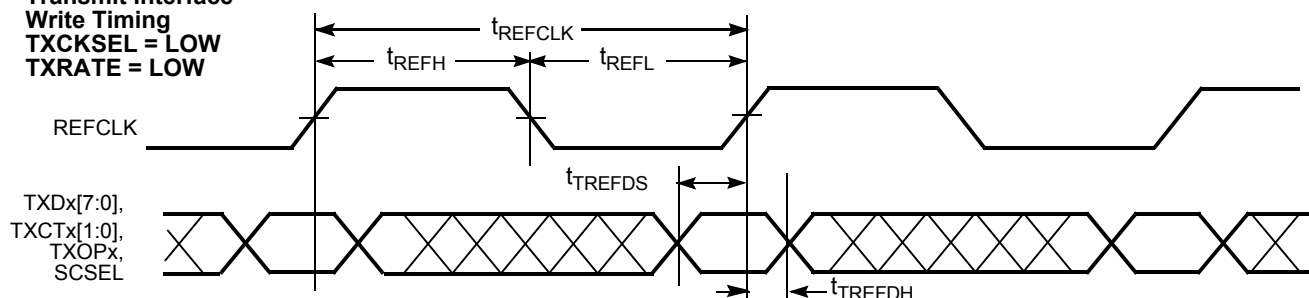 Transmit Interface
Write Timing
TXCKSEL = LOW
TXRATE = LOW
tREFCLK
tREFH
tREFL
REFCLK
tTREFDS
TXDx[7:0],
TXCTx[1:0],
TXOPx,
SCSEL
tTREFDH